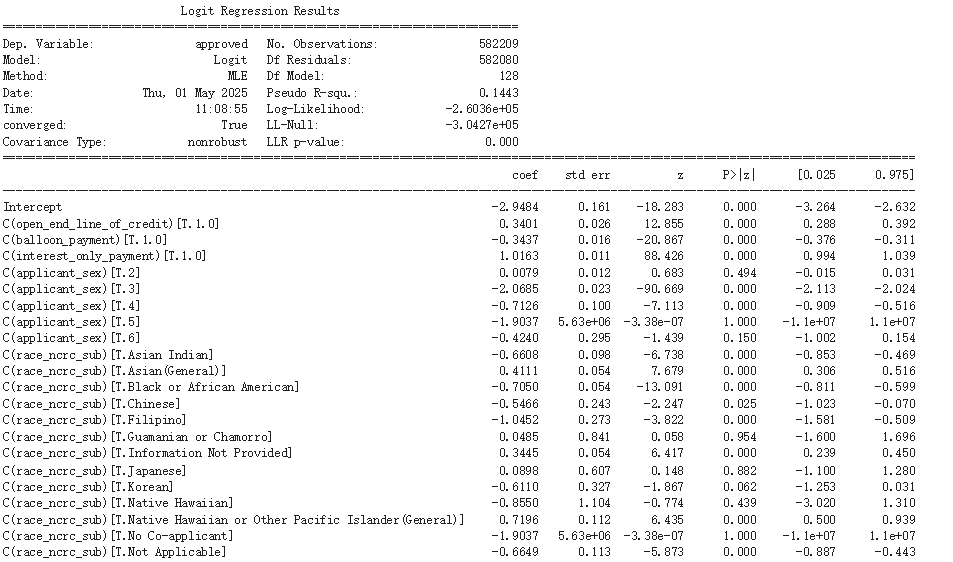 Logit Regression Results
==============================================================================
Dep. Variable: approved No. Observations: 582209
Model: Logit Df Residuals: 582080
Method: MLE Df Model: 128
Date: Thu, 01 May 2025 Pseudo R-squ.: 0.1443
Time: 11:08:55 Log-Likelihood: -2.6036e+05
converged: True LL-Null: -3.0427e+05
Covariance Type: nonrobust LLR p-value: 0.000
==============================================================================
coef std err z P>|z| [0.025 0.975]
------------------------------------------------------------------------------
Intercept -2.9484 0.161 -18.283 0.000 -3.264 -2.632
C(open_end_line_of_credit)[T.1.0] 0.3401 0.026 12.855 0.000 0.288 0.392
C(balloon_payment)[T.1.0] -0.3437 0.016 -20.867 0.000 -0.376 -0.311
C(interest_only_payment)[T.1.0] 1.0163 0.011 88.426 0.000 0.994 1.039
C(applicant_sex)[T.2] 0.0079 0.012 0.683 0.494 -0.015 0.031
C(applicant_sex)[T.3] -2.0685 0.023 -90.669 0.000 -2.113 -2.024
C(applicant_sex)[T.4] -0.7126 0.100 -7.113 0.000 -0.909 -0.516
C(applicant_sex)[T.5] -1.9037 5.63e+06 -3.38e-07 1.000 -1.1e+07 1.1e+07
C(applicant_sex)[T.6] -0.4240 0.295 -1.439 0.150 -1.002 0.154
C(race_ncrc_sub)[T.Asian Indian] -0.6608 0.098 -6.738 0.000 -0.853 -0.469
C(race_ncrc_sub)[T.Asian(General)] 0.4111 0.054 7.679 0.000 0.306 0.516
C(race_ncrc_sub)[T.Black or African American] -0.7050 0.054 -13.091 0.000 -0.811 -0.599
C(race_ncrc_sub)[T.Chinese] -0.5466 0.243 -2.247 0.025 -1.023 -0.070
C(race_ncrc_sub)[T.Filipino] -1.0452 0.273 -3.822 0.000 -1.581 -0.509
C(race_ncrc_sub)[T.Guamanian or Chamorro] 0.0485 0.841 0.058 0.954 -1.600 1.696
C(race_ncrc_sub)[T.Information Not Provided] 0.3445 0.054 6.417 0.000 0.239 0.450
C(race_ncrc_sub)[T.Japanese] 0.0898 0.607 0.148 0.882 -1.100 1.280
C(race_ncrc_sub)[T.Korean] -0.6110 0.327 -1.867 0.062 -1.253 0.031
C(race_ncrc_sub)[T.Native Hawaiian] -0.8550 1.104 -0.774 0.439 -3.020 1.310
C(race_ncrc_sub)[T.Native Hawaiian or Other Pacific Islander(General)] 0.7196 0.112 6.435 0.000 0.500 0.939
C(race_ncrc_sub)[T.No Co-applicant] -1.9037 5.63e+06 -3.38e-07 1.000 -1.1e+07 1.1e+07
C(race_ncrc_sub)[T.Not Applicable] -0.6649 0.113 -5.873 0.000 -0.887 -0.443